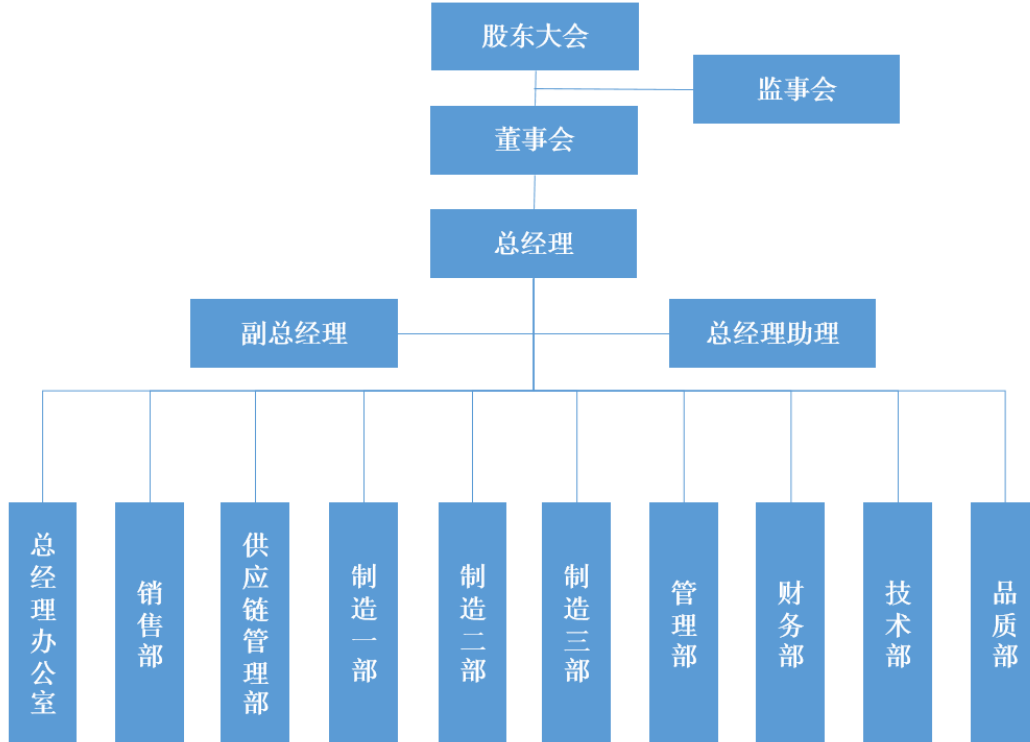 股东大会
监事会
董事会
总经理
副总经理
总经理助理
总经理办公室
销售部
供应链管理部
制造一部
制造二部
制造三部
管理部
财务部
技术部
品质部